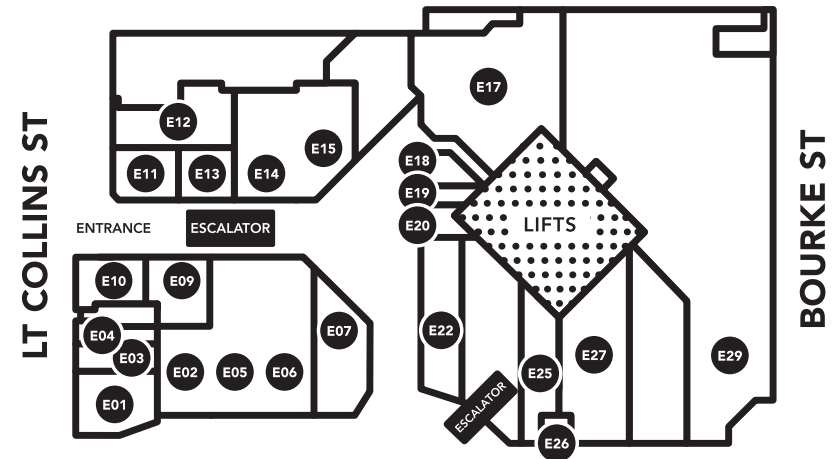 LT COLLINS ST
BOURKE ST
E17
E12
E15
E18
E11
E13
E14
E19
E20
LIFTS
ENTRANCE
ESCALATOR
E10
E09
E04
E03
E07
E22
E02
E05
E06
E27
E29
E25
E01
ESCALATOR
E26